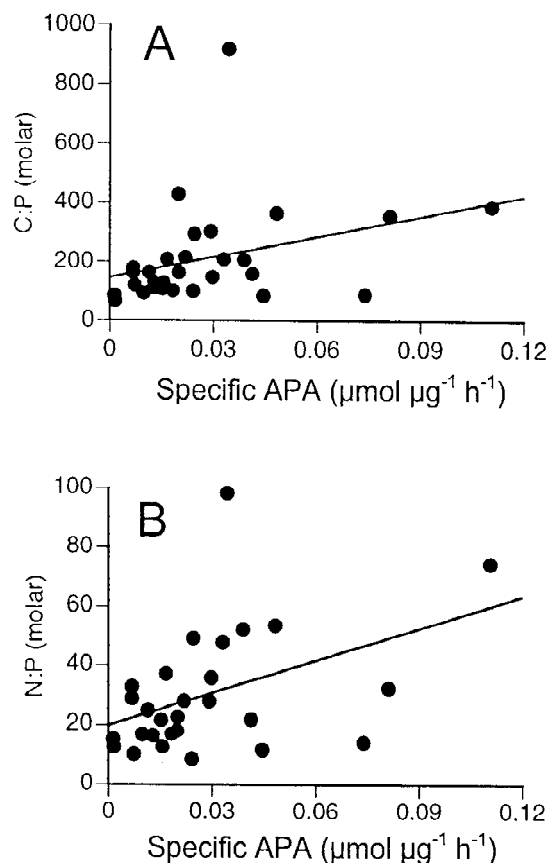 A
1000
800
600
400
200
0
C:P (molar)
0 0.03 0.06 0.09 0.12
Specific APA (μmol μg⁻¹ h⁻¹)
B
100
80
60
40
20
0
N:P (molar)
0 0.03 0.06 0.09 0.12
Specific APA (μmol μg⁻¹ h⁻¹)